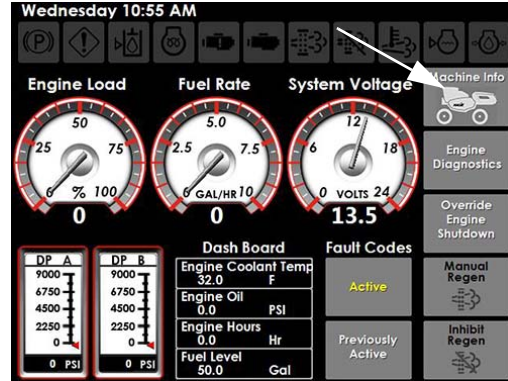 Wednesday 10:55 AM
(P)
Engine Load
Fuel Rate
System Voltage
Machine Info
50
25
75
0
% 100
0
5.0
2.5
7.5
0
GAL/HR 10
0
12
6
18
0
VOLTS 24
13.5
Engine
Diagnostics
Override
Engine
Shutdown
DP A
9000
6750
4500
2250
0
0 PSI
DP B
9000
6750
4500
2250
0
0 PSI
Dash Board
Engine Coolant Temp
32.0 F
Engine Oil
0.0 PSI
Engine Hours
0.0 Hr
Fuel Level
50.0 Gal
Fault Codes
Active
Previously
Active
Manual
Regen
Inhibit
Regen